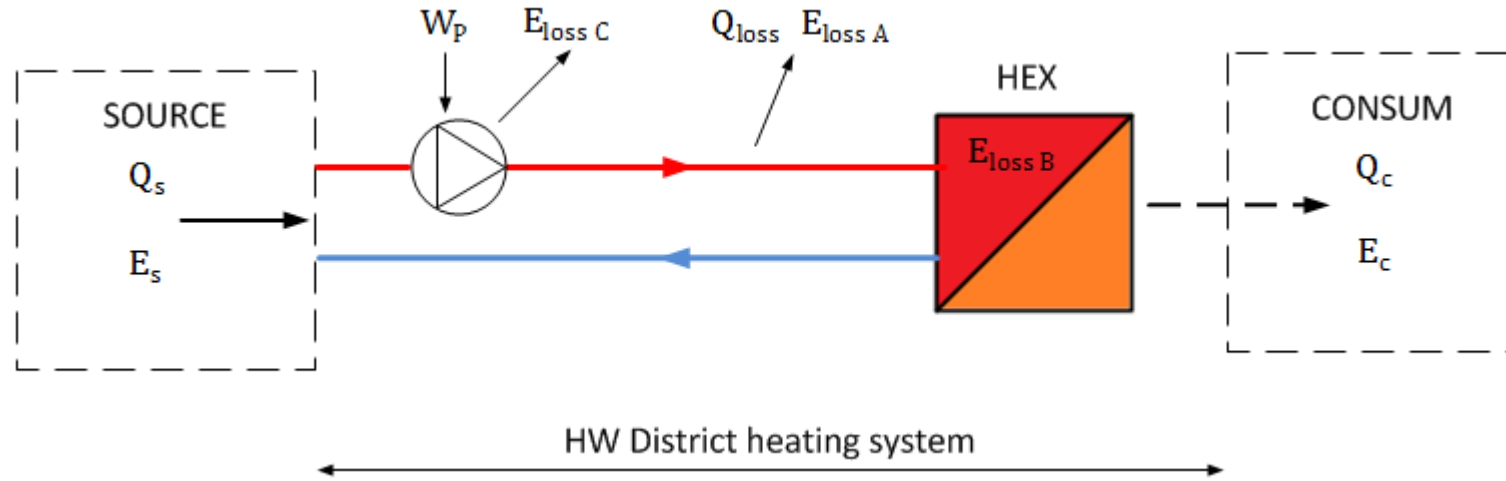 W_P E_loss C Q_loss E_loss A
HEX
SOURCE
CONSUM
Q_s
E_s
E_loss B
Q_c
E_c
HW District heating system